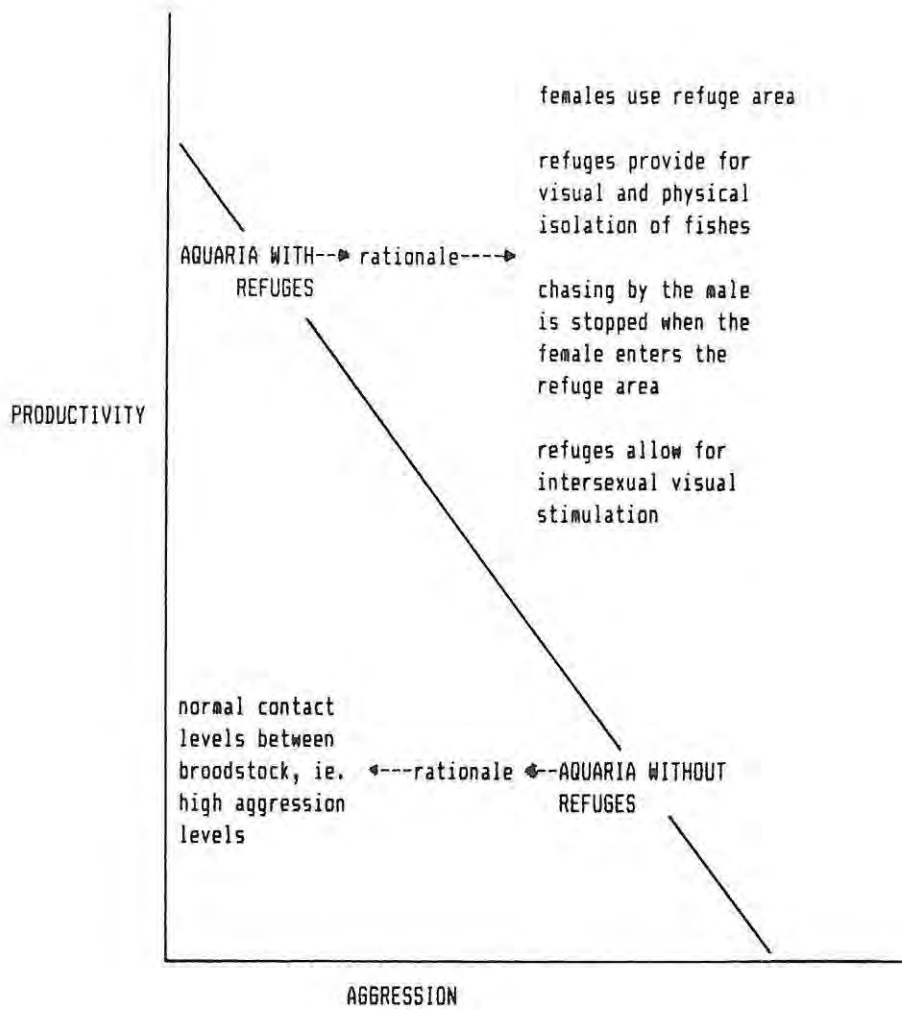 females use refuge area
refuges provide for
visual and physical
isolation of fishes
AQUARIA WITH--▶ rationale----▶
REFUGES
chasing by the male
is stopped when the
female enters the
refuge area
PRODUCTIVITY
refuges allow for
intersexual visual
stimulation
normal contact
levels between
broodstock, ie.
high aggression
levels
◀---rationale ◀--AQUARIA WITHOUT
REFUGES
AGGRESSION